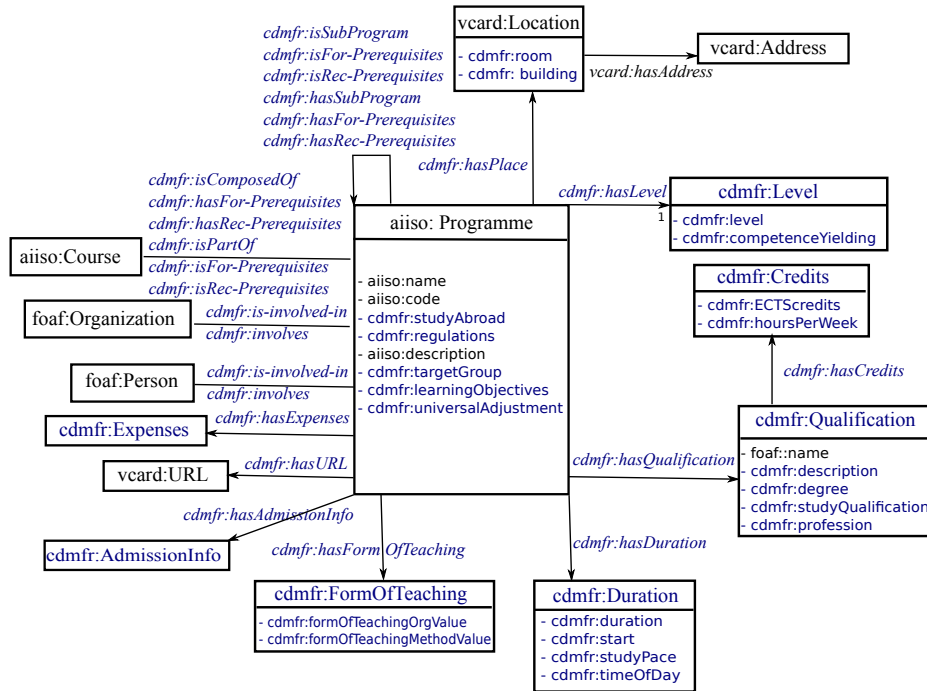 cdmfr:isSubProgram
cdmfr:isFor-Prerequisites
cdmfr:isRec-Prerequisites
cdmfr:hasSubProgram
cdmfr:hasFor-Prerequisites
cdmfr:hasRec-Prerequisites
vcard:Location
- cdmfr:room
- cdmfr: building
vcard:hasAddress
vcard:Address
cdmfr:hasPlace
cdmfr:hasLevel
1
cdmfr:Level
- cdmfr:level
- cdmfr:competenceYielding
cdmfr:isComposedOf
cdmfr:hasFor-Prerequisites
cdmfr:hasRec-Prerequisites
cdmfr:isPartOf
cdmfr:isFor-Prerequisites
cdmfr:isRec-Prerequisites
aiiso:Course
aiiso: Programme
- aiiso:name
- aiiso:code
- cdmfr:studyAbroad
- cdmfr:regulations
- aiiso:description
- cdmfr:targetGroup
- cdmfr:learningObjectives
- cdmfr:universalAdjustment
cdmfr:Credits
- cdmfr:ECTScredits
- cdmfr:hoursPerWeek
foaf:Organization
cdmfr:is-involved-in
cdmfr:involves
foaf:Person
cdmfr:is-involved-in
cdmfr:involves
cdmfr:hasCredits
cdmfr:Expenses
cdmfr:hasExpenses
cdmfr:Qualification
- foaf::name
- cdmfr:description
- cdmfr:degree
- cdmfr:studyQualification
- cdmfr:profession
cdmfr:hasQualification
vcard:URL
cdmfr:hasURL
cdmfr:hasAdmissionInfo
cdmfr:AdmissionInfo
cdmfr:hasForm OfTeaching
cdmfr:hasDuration
cdmfr:FormOfTeaching
- cdmfr:formOfTeachingOrgValue
- cdmfr:formOfTeachingMethodValue
cdmfr:Duration
- cdmfr:duration
- cdmfr:start
- cdmfr:studyPace
- cdmfr:timeOfDay